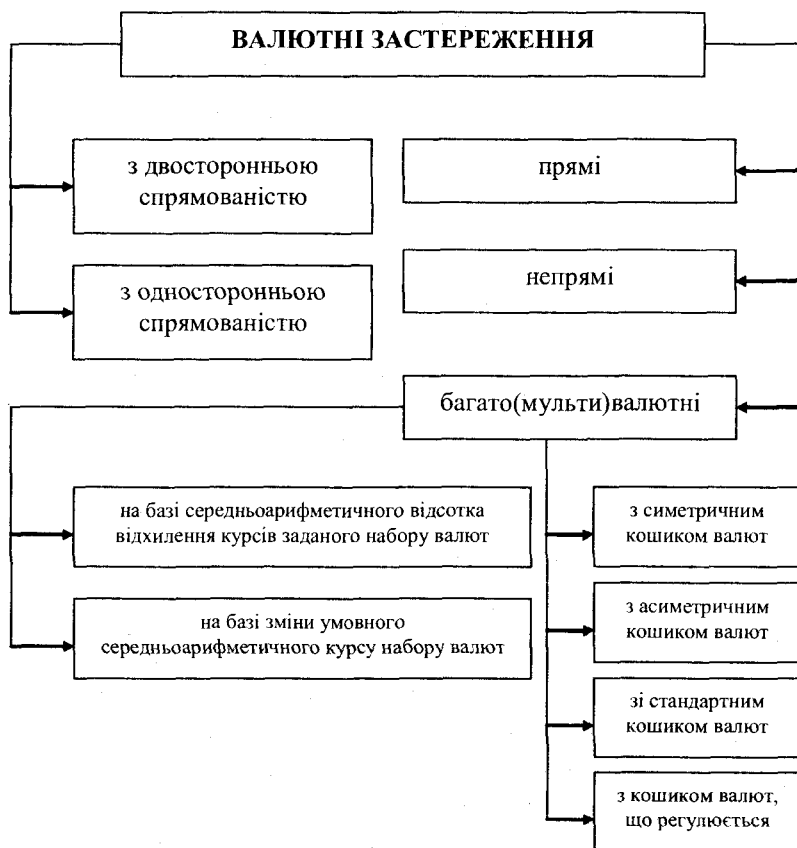 ВАЛЮТНІ ЗАСТЕРЕЖЕННЯ
з двосторонньою
спрямованістю
прямі
з односторонньою
спрямованістю
непрямі
багато(мульти)валютні
на базі середньоарифметичного відсотка
відхилення курсів заданого набору валют
на базі зміни умовного
середньоарифметичного курсу набору валют
з симетричним
кошиком валют
з асиметричним
кошиком валют
зі стандартним
кошиком валют
з кошиком валют,
що регулюється